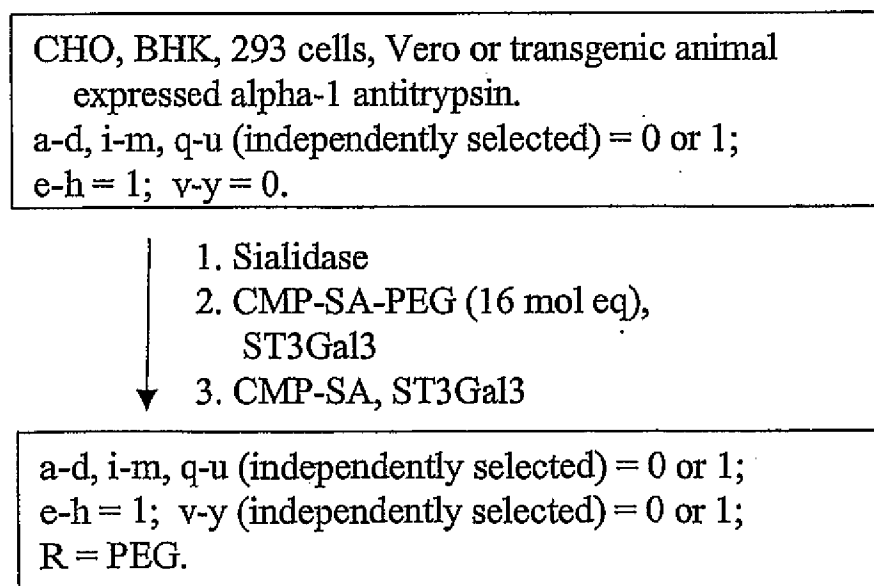 CHO, BHK, 293 cells, Vero or transgenic animal
expressed alpha-1 antitrypsin.
a-d, i-m, q-u (independently selected) = 0 or 1;
e-h = 1; v-y = 0.
1. Sialidase
2. CMP-SA-PEG (16 mol eq),
ST3Gal3
3. CMP-SA, ST3Gal3
a-d, i-m, q-u (independently selected) = 0 or 1;
e-h = 1; v-y (independently selected) = 0 or 1;
R = PEG.